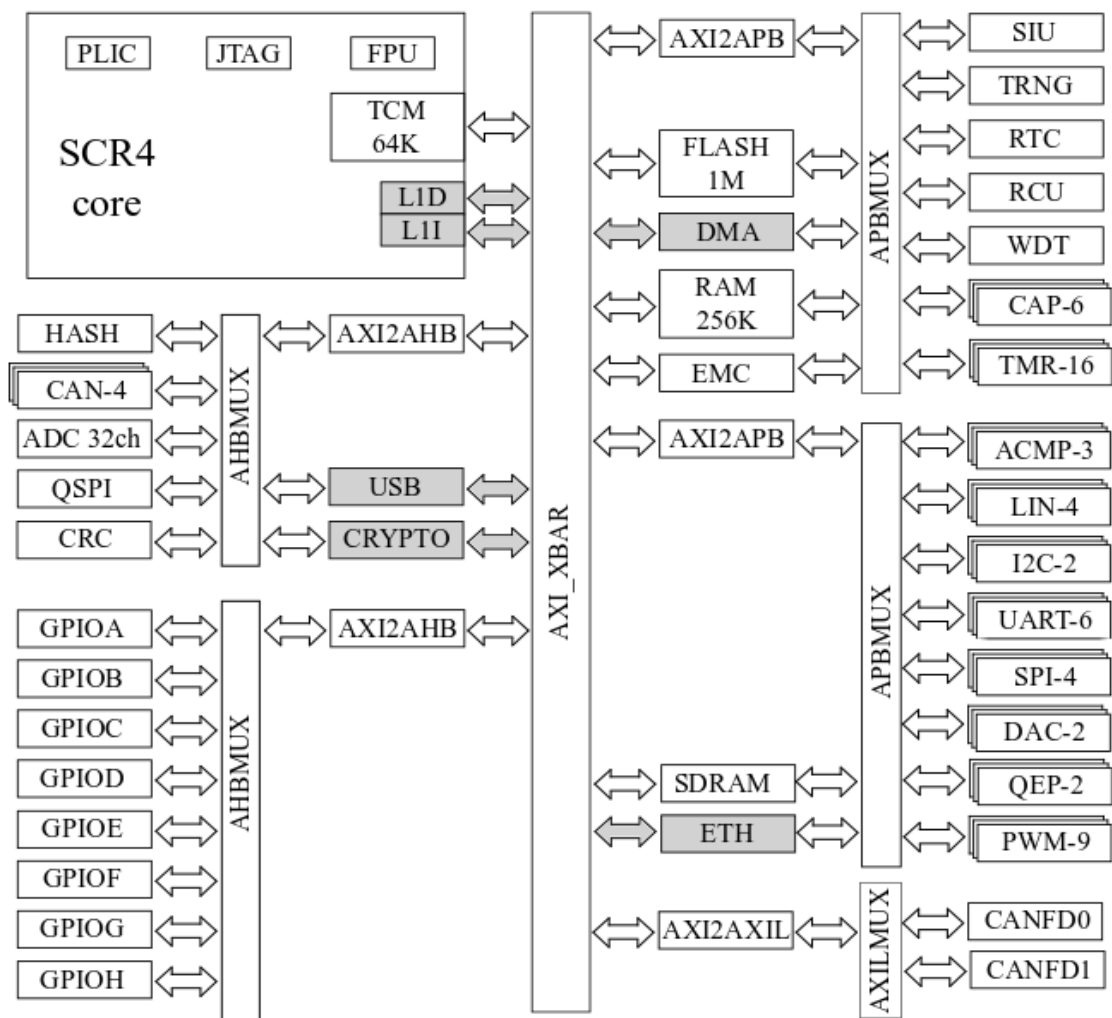 PLIC
JTAG
FPU
TCM
64K
SCR4
core
L1D
L1I
HASH
CAN-4
ADC 32ch
QSPI
CRC
AHBMUX
AXI2AHB
USB
CRYPTO
GPIOA
GPIOB
GPIOC
GPIOD
GPIOE
GPIOF
GPIOG
GPIOH
AHBMUX
AXI2AHB
AXI_XBAR
AXI2APB
FLASH
1M
DMA
RAM
256K
EMC
APBMUX
SIU
TRNG
RTC
RCU
WDT
CAP-6
TMR-16
AXI2APB
SDRAM
ETH
APBMUX
ACMP-3
LIN-4
I2C-2
UART-6
SPI-4
DAC-2
QEP-2
PWM-9
AXI2AXIL
AXILMUX
CANFD0
CANFD1